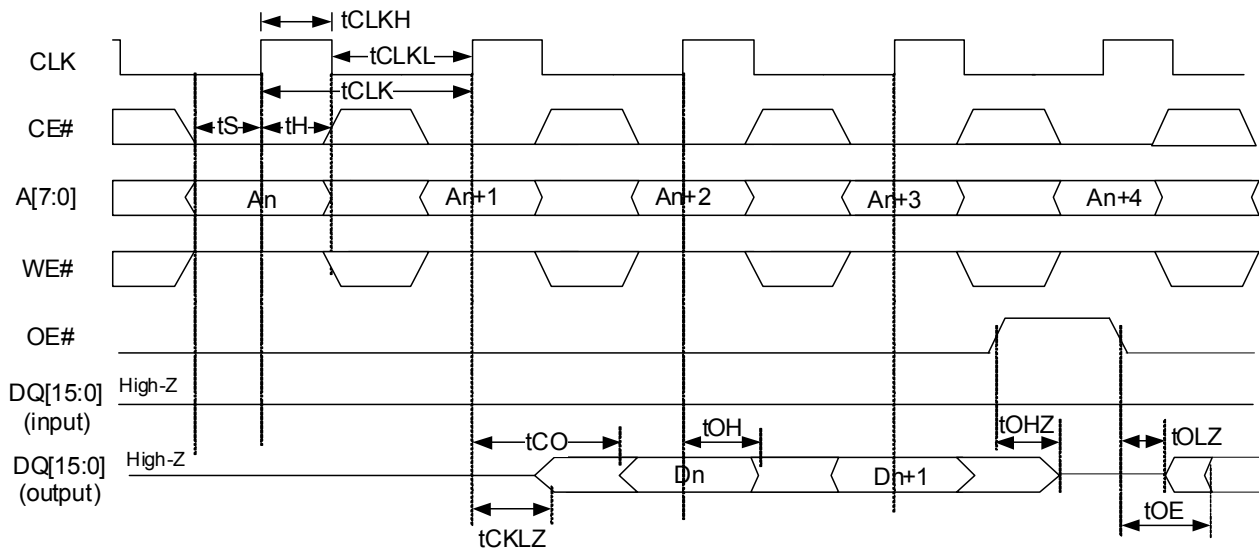 tCLKH
CLK
tCLKL
tCLK
CE#
tS
tH
A[7:0]
An
An+1
An+2
An+3
An+4
WE#
OE#
DQ[15:0]
(input)
High-Z
tCO
tOH
tOHZ
tOLZ
DQ[15:0]
(output)
High-Z
Dn
Dn+1
tCKLZ
tOE